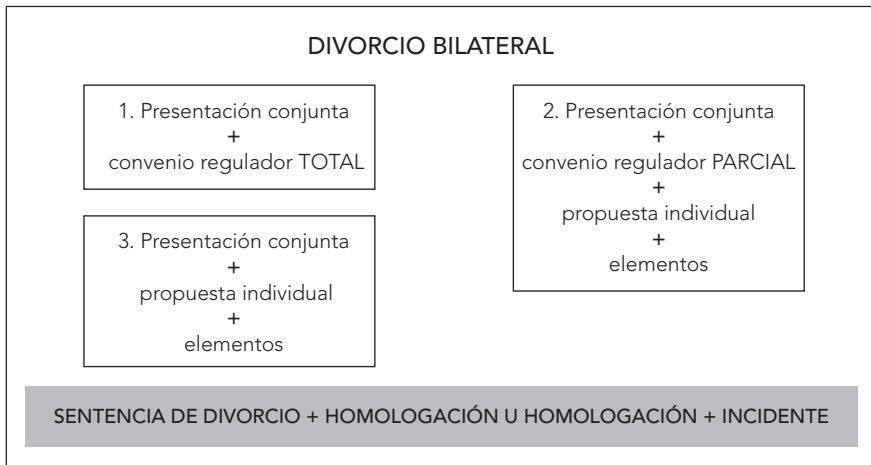 DIVORCIO BILATERAL
1. Presentación conjunta
+
convenio regulador TOTAL
2. Presentación conjunta
+
convenio regulador PARCIAL
+
propuesta individual
+
elementos
3. Presentación conjunta
+
propuesta individual
+
elementos
SENTENCIA DE DIVORCIO + HOMOLOGACIÓN U HOMOLOGACIÓN + INCIDENTE